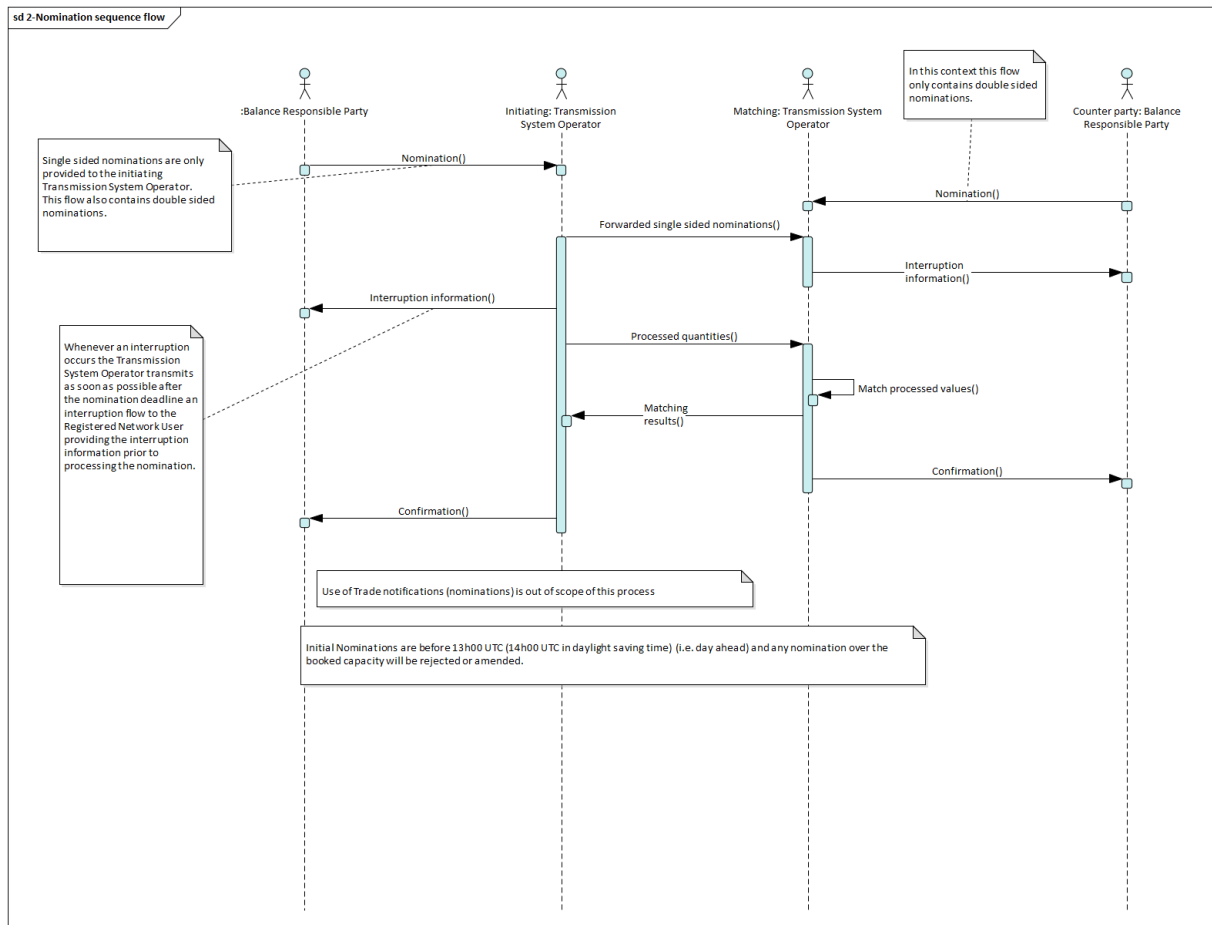 sd 2-Nomination sequence flow
In this context this flow
only contains double sided
nominations.
:Balance Responsible Party
Initiating: Transmission
System Operator
Matching: Transmission System
Operator
Counter party: Balance
Responsible Party
Single sided nominations are only
provided to the initiating
Transmission System Operator.
This flow also contains double sided
nominations.
Nomination()
Nomination()
Forwarded single sided nominations()
Interruption
information()
Interruption information()
Whenever an interruption
occurs the Transmission
System Operator transmits
as soon as possible after
the nomination deadline an
interruption flow to the
Registered Network User
providing the interruption
information prior to
processing the nomination.
Processed quantities()
Match processed values()
Matching
results()
Confirmation()
Confirmation()
Use of Trade notifications (nominations) is out of scope of this process
Initial Nominations are before 13h00 UTC (14h00 UTC in daylight saving time) (i.e. day ahead) and any nomination over the
booked capacity will be rejected or amended.